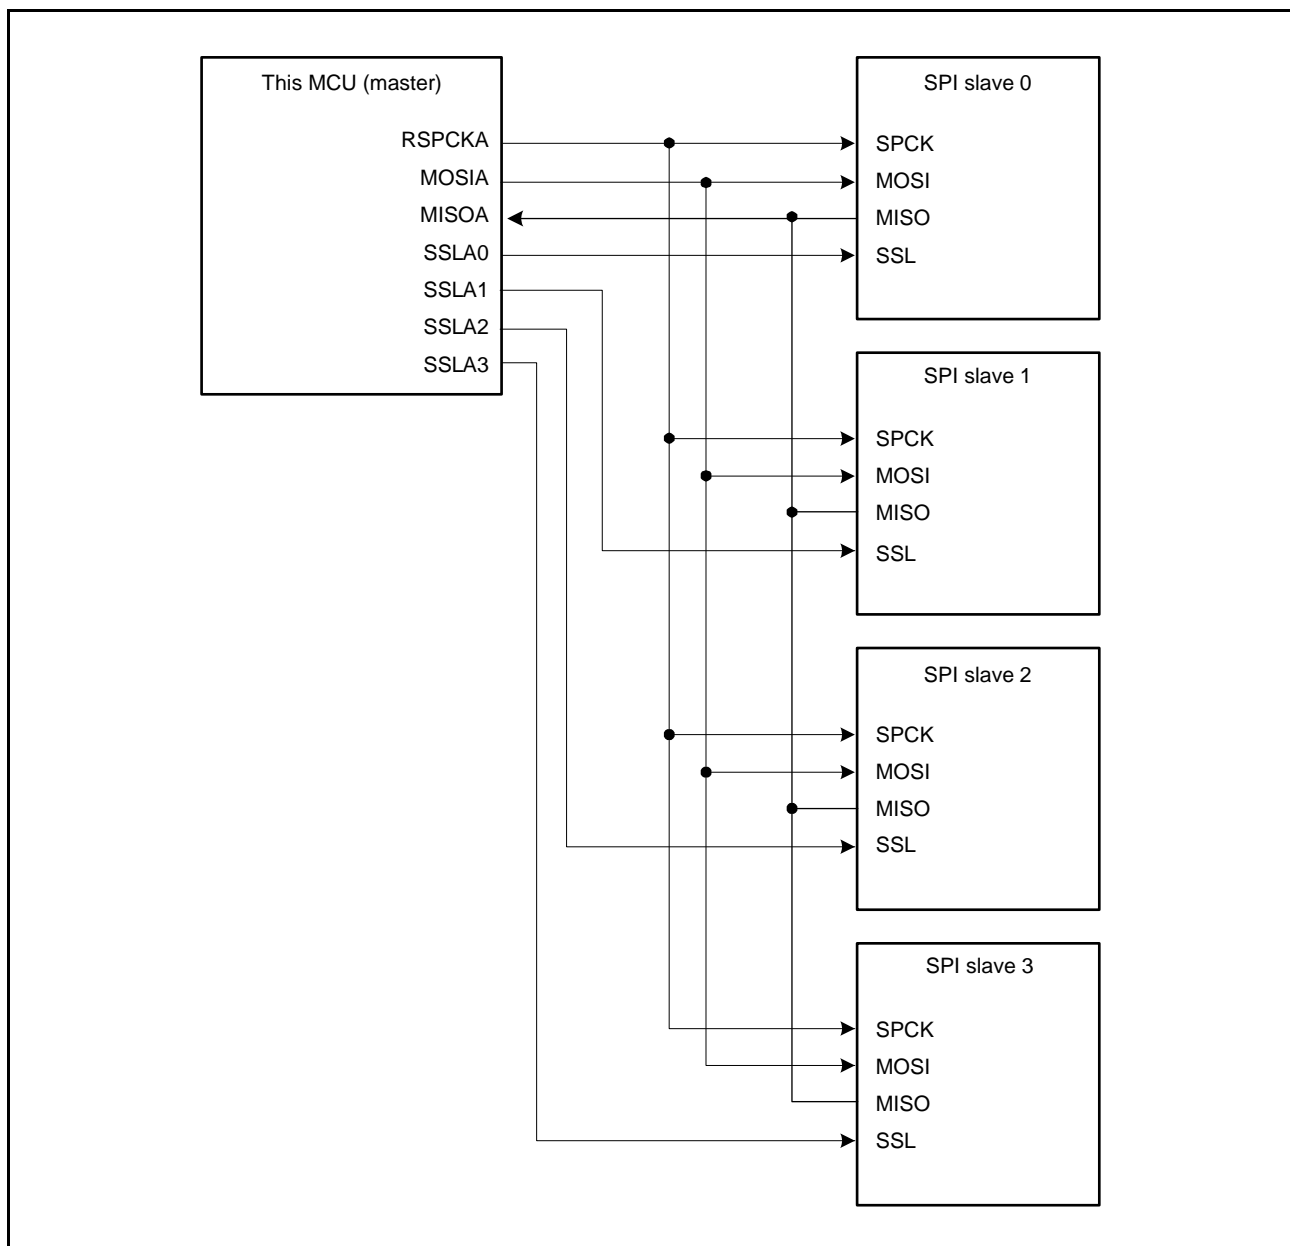 This MCU (master)
RSPCKA
MOSIA
MISOA
SSLA0
SSLA1
SSLA2
SSLA3
SPI slave 0
SPCK
MOSI
MISO
SSL
SPI slave 1
SPCK
MOSI
MISO
SSL
SPI slave 2
SPCK
MOSI
MISO
SSL
SPI slave 3
SPCK
MOSI
MISO
SSL